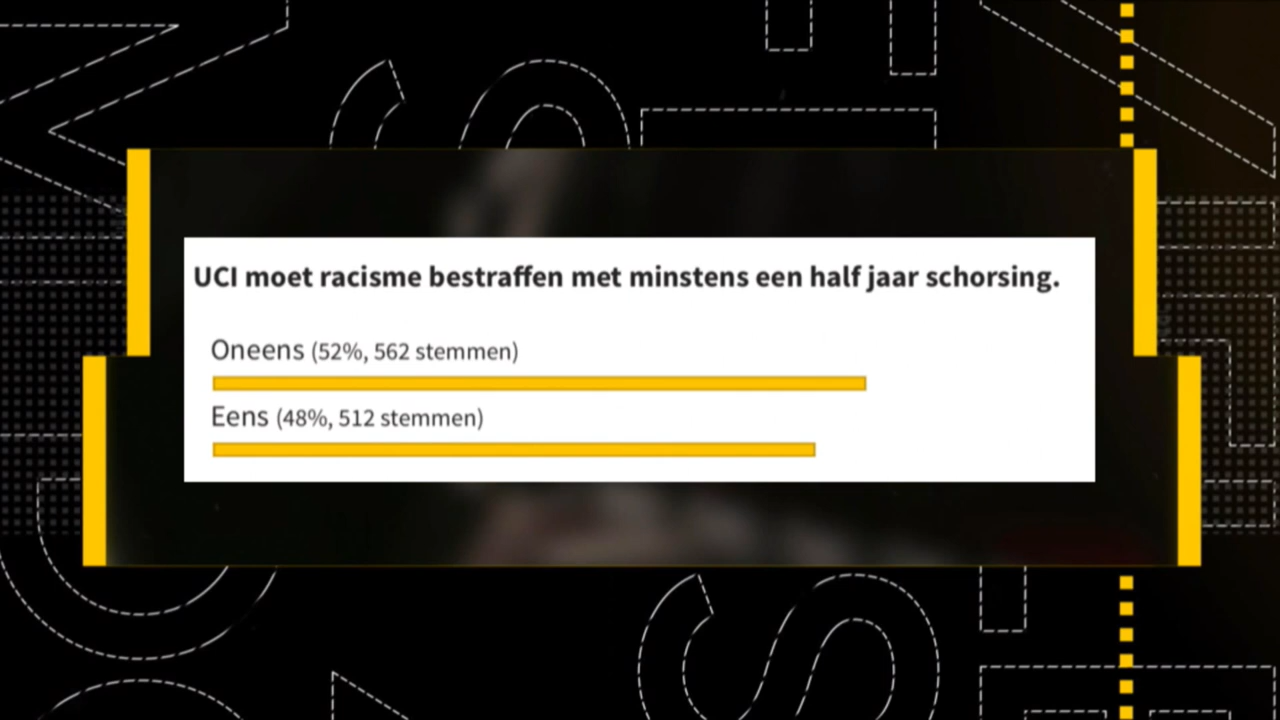 UCI moet racisme bestraffen met minstens een half jaar schorsing.
Oneens (52%, 562 stemmen)
Eens (48%, 512 stemmen)